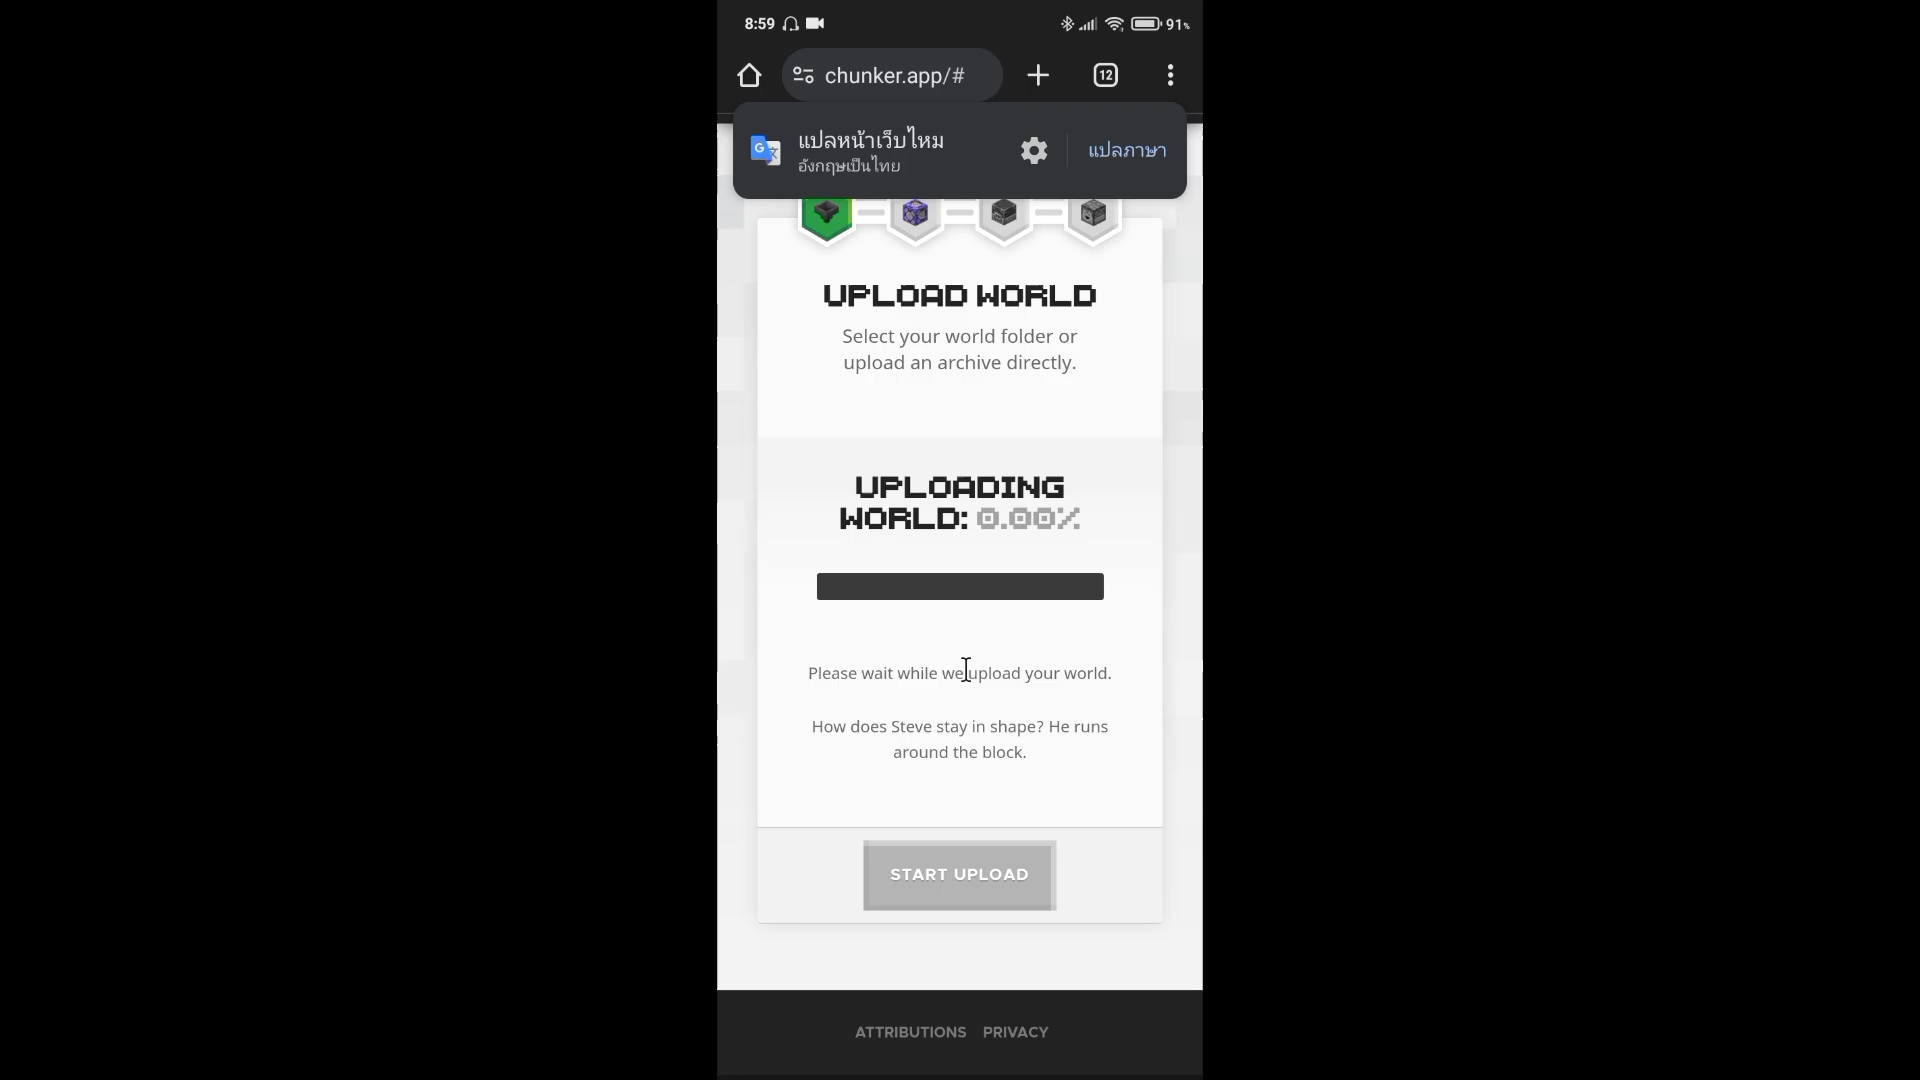 8:59
91%
chunker.app/#
12
แปลหน้าเว็บไหม
อังกฤษเป็นไทย
แปลภาษา
UPLOAD WORLD
Select your world folder or
upload an archive directly.
UPLOADING
WORLD: 0.00%
Please wait while we upload your world.
How does Steve stay in shape? He runs
around the block.
START UPLOAD
ATTRIBUTIONS PRIVACY